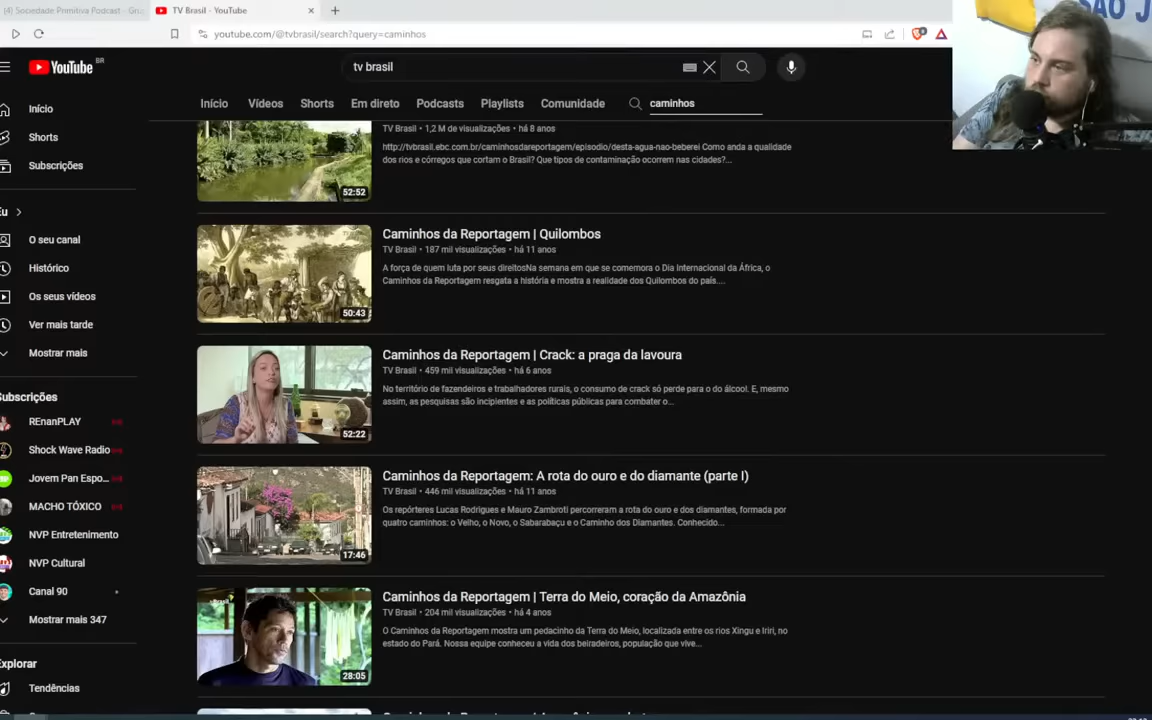 (4) Sociedade Primitiva Podcast - Gru...
TV Brasil - YouTube
youtube.com/@tvbrasil/search?query=caminhos
SÃO J
YouTube BR
tv brasil
Início
Vídeos
Shorts
Em direto
Podcasts
Playlists
Comunidade
caminhos
Início
Shorts
Subscrições
Eu
O seu canal
Histórico
Os seus vídeos
Ver mais tarde
Mostrar mais
Subscrições
REnanPLAY
Shock Wave Radio
Jovem Pan Espo...
MACHO TÓXICO
NVP Entretenimento
NVP Cultural
Canal 90
Mostrar mais 347
Explorar
Tendências
TV Brasil • 1,2 M de visualizações • há 8 anos
http://tvbrasil.ebc.com.br/caminhosdareportagem/episodio/desta-agua-nao-beberei Como anda a qualidade
dos rios e córregos que cortam o Brasil? Que tipos de contaminação ocorrem nas cidades?...
52:52
Caminhos da Reportagem | Quilombos
TV Brasil • 187 mil visualizações • há 11 anos
A força de quem luta por seus direitosNa semana em que se comemora o Dia Internacional da África, o
Caminhos da Reportagem resgata a história e mostra a realidade dos Quilombos do país....
50:43
Caminhos da Reportagem | Crack: a praga da lavoura
TV Brasil • 459 mil visualizações • há 6 anos
No território de fazendeiros e trabalhadores rurais, o consumo de crack só perde para o do álcool. E, mesmo
assim, as pesquisas são incipientes e as políticas públicas para combater o...
52:22
Caminhos da Reportagem: A rota do ouro e do diamante (parte I)
TV Brasil • 446 mil visualizações • há 11 anos
Os repórteres Lucas Rodrigues e Mauro Zambroti percorreram a rota do ouro e dos diamantes, formada por
quatro caminhos: o Velho, o Novo, o Sabarabuçu e o Caminho dos Diamantes. Conhecido...
17:46
Caminhos da Reportagem | Terra do Meio, coração da Amazônia
TV Brasil • 204 mil visualizações • há 4 anos
O Caminhos da Reportagem mostra um pedacinho da Terra do Meio, localizada entre os rios Xingu e Iriri, no
estado do Pará. Nossa equipe conheceu a vida dos beiradeiros, população que vive...
28:05